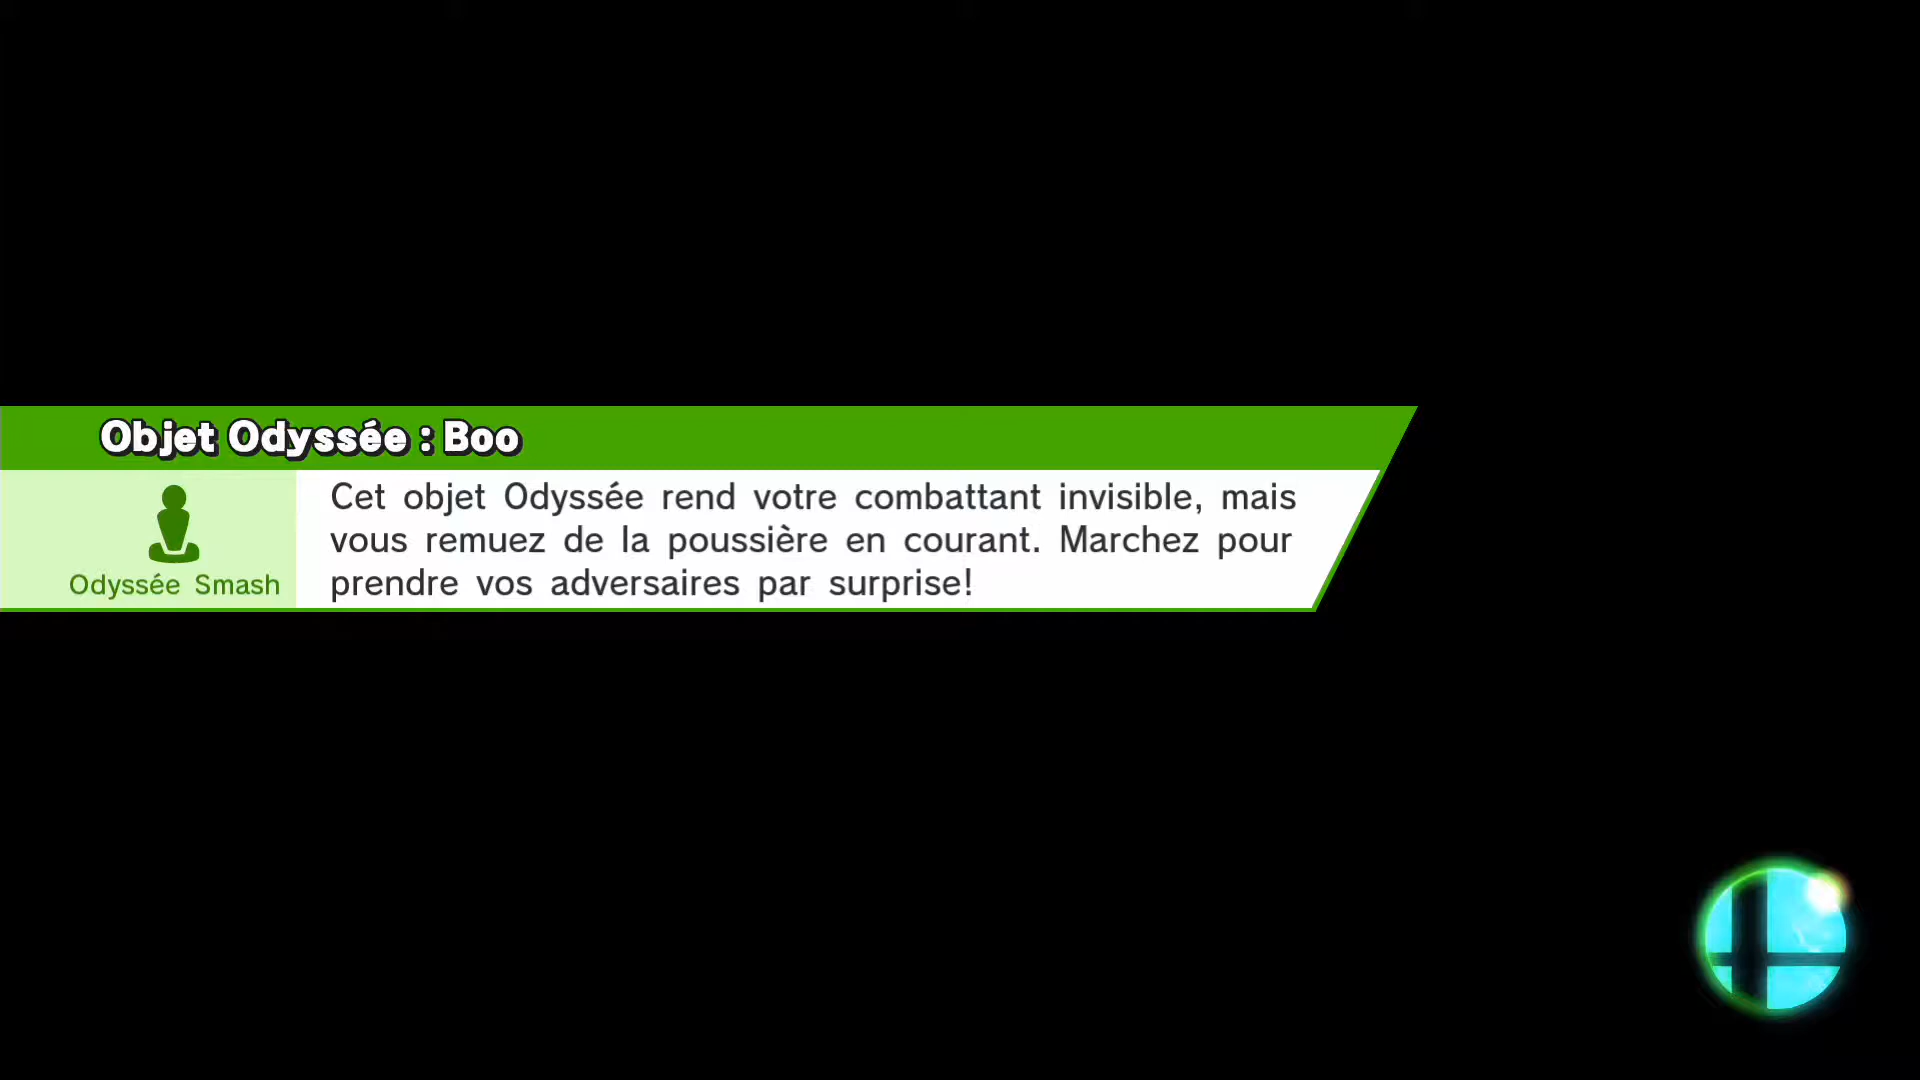 Objet Odyssée : Boo
Odyssée Smash
Cet objet Odyssée rend votre combattant invisible, mais
vous remuez de la poussière en courant. Marchez pour
prendre vos adversaires par surprise!